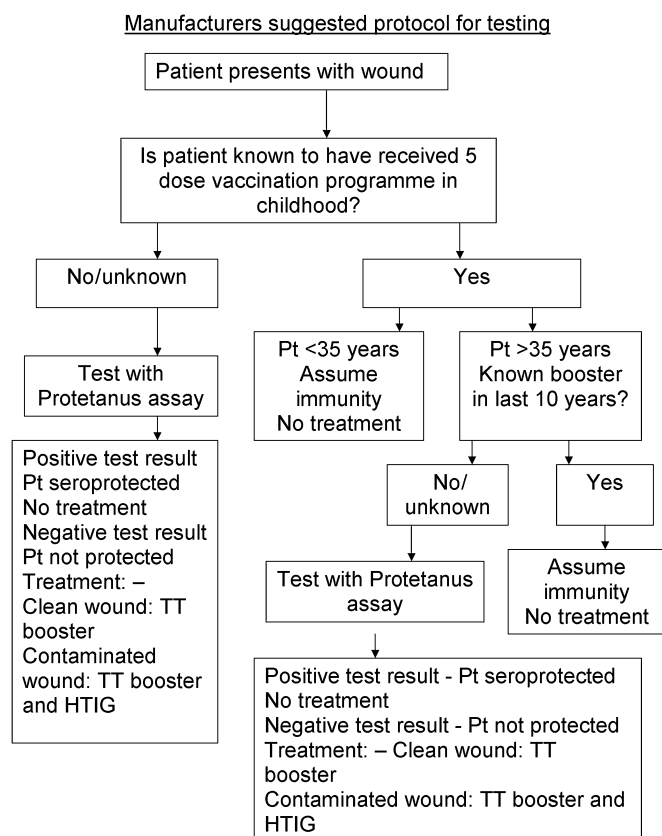 Manufacturers suggested protocol for testing
Patient presents with wound
Is patient known to have received 5
dose vaccination programme in
childhood?
No/unknown
Yes
Test with
Protetanus assay
Pt <35 years
Assume
immunity
No treatment
Pt >35 years
Known booster
in last 10 years?
Positive test result
Pt seroprotected
No treatment
Negative test result
Pt not protected
Treatment: –
Clean wound: TT
booster
Contaminated
wound: TT booster
and HTIG
No/
unknown
Yes
Test with Protetanus
assay
Assume
immunity
No treatment
Positive test result - Pt seroprotected
No treatment
Negative test result - Pt not protected
Treatment: – Clean wound: TT
booster
Contaminated wound: TT booster and
HTIG